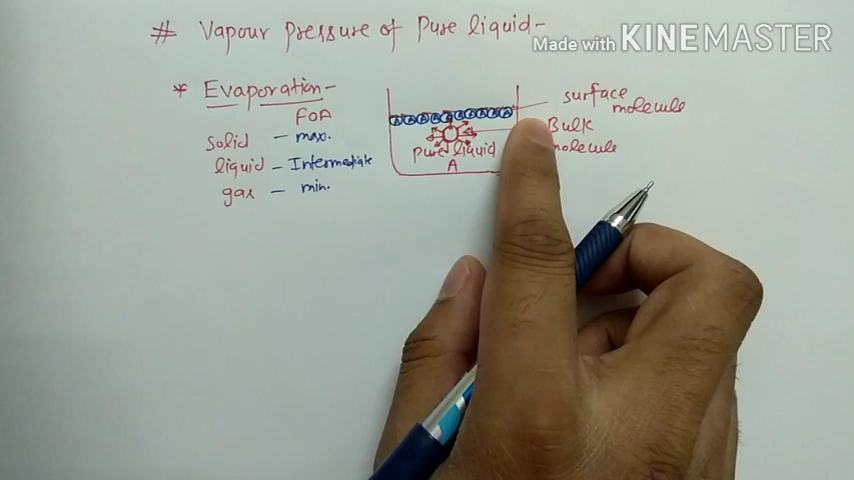 Made with KINEMASTER
# Vapour pressure of Pure liquid-
* Evaporation-
FOA
solid - max.
liquid - Intermediate
gas - min.
A A A A A A A A A A
pure liquid
A
surface
molecule
Bulk
molecule